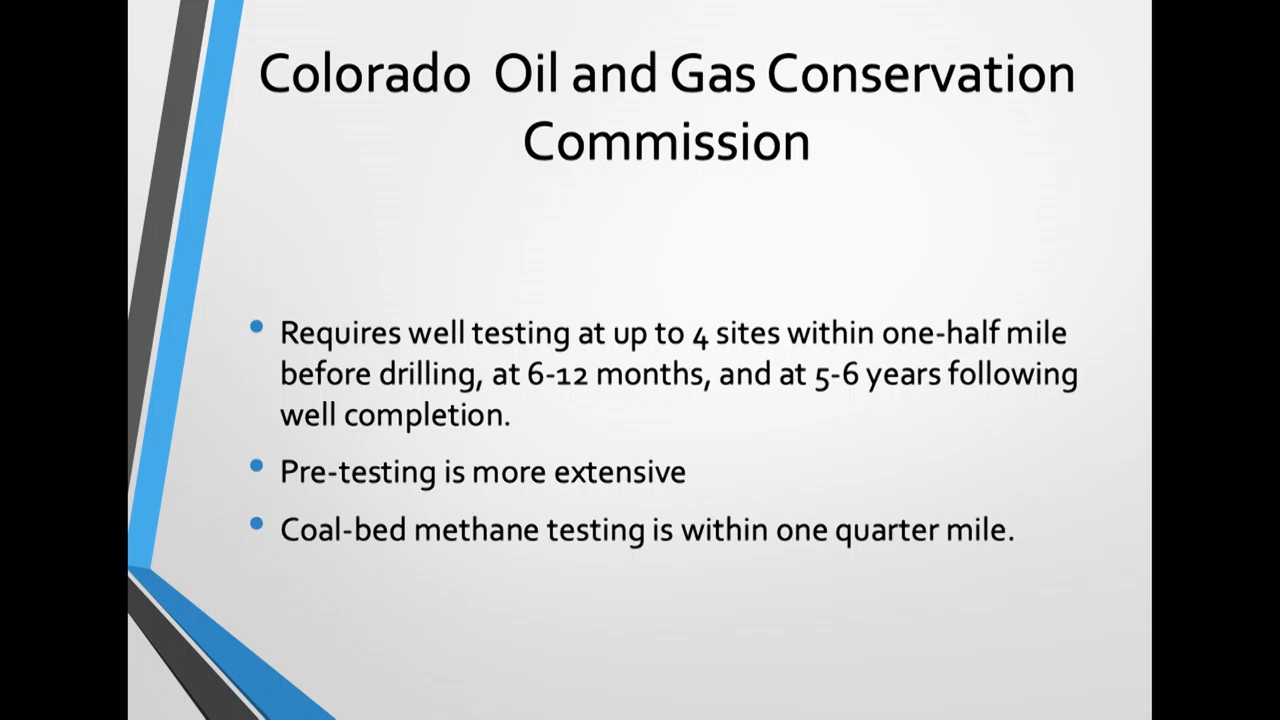 Colorado Oil and Gas Conservation
Commission
• Requires well testing at up to 4 sites within one-half mile
before drilling, at 6-12 months, and at 5-6 years following
well completion.
• Pre-testing is more extensive
• Coal-bed methane testing is within one quarter mile.